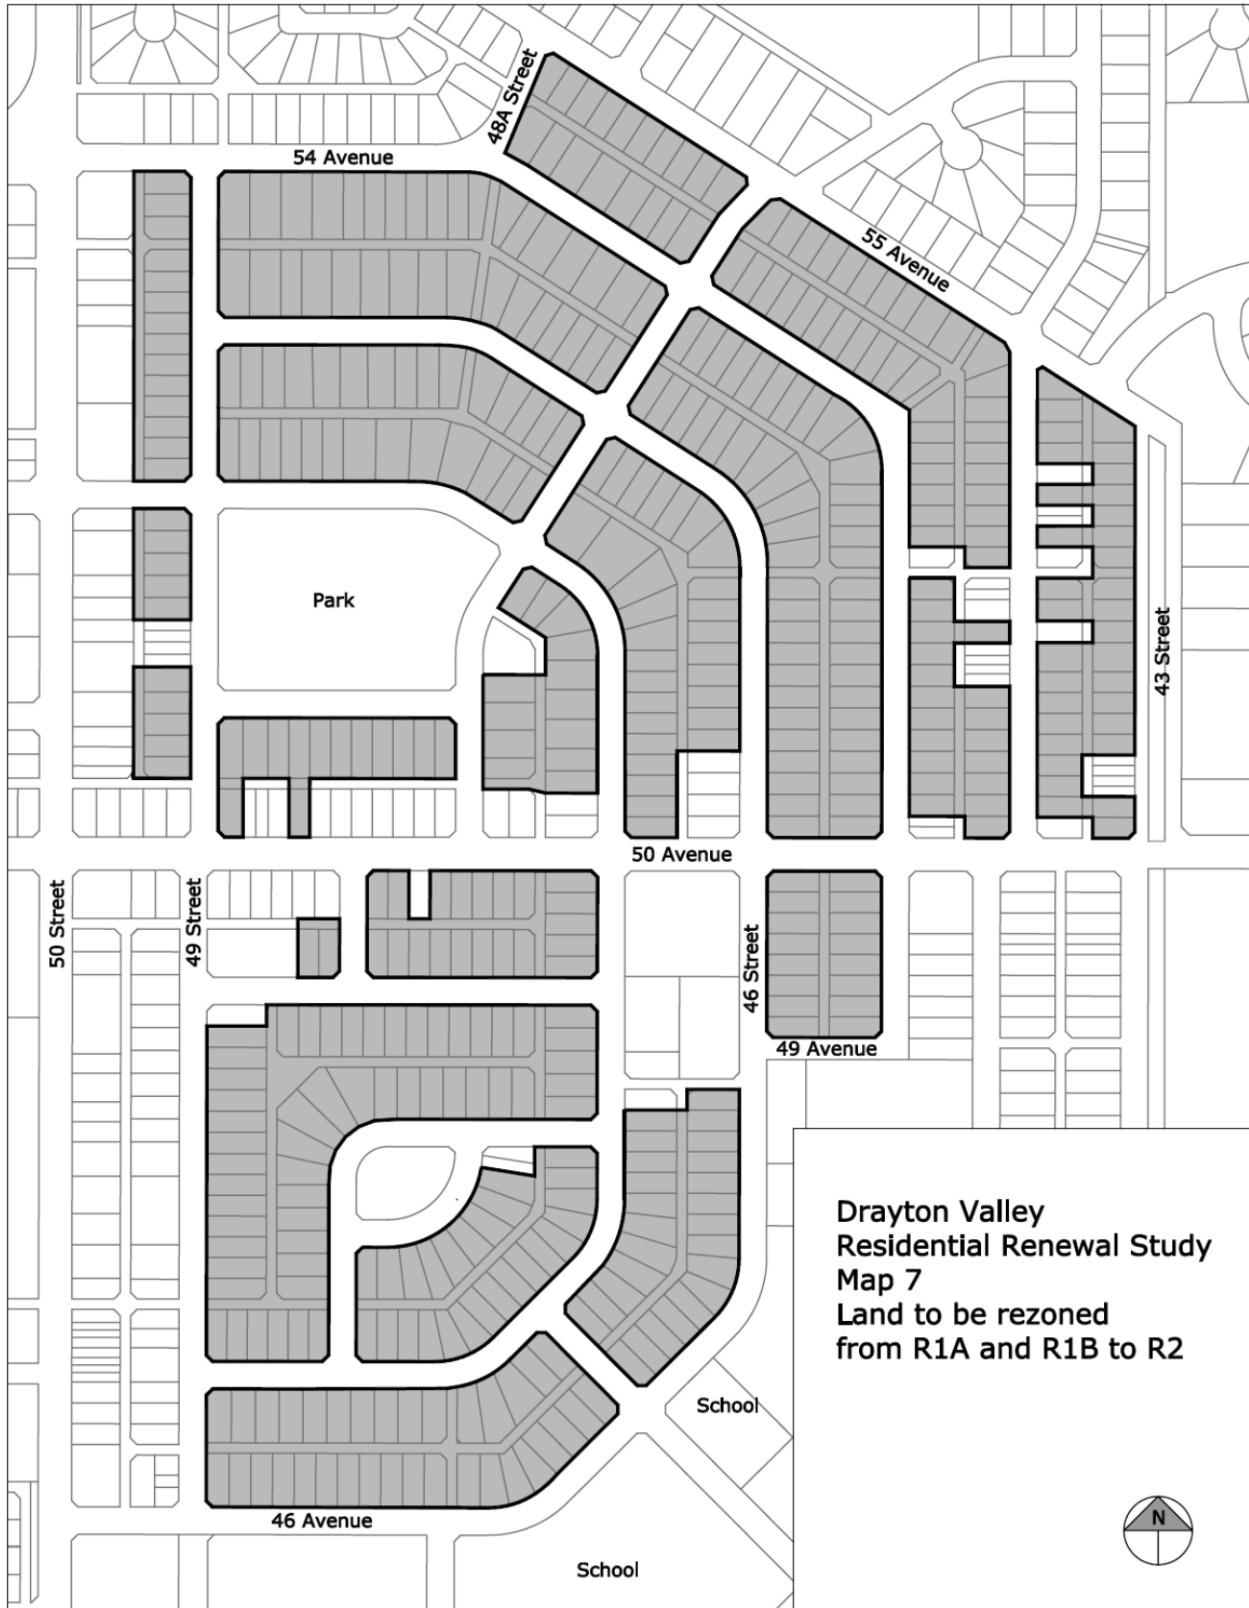 48A Street
54 Avenue
55 Avenue
Park
43 Street
50 Avenue
50 Street
49 Street
46 Street
49 Avenue
Drayton Valley
Residential Renewal Study
Map 7
Land to be rezoned
from R1A and R1B to R2
School
N
46 Avenue
School